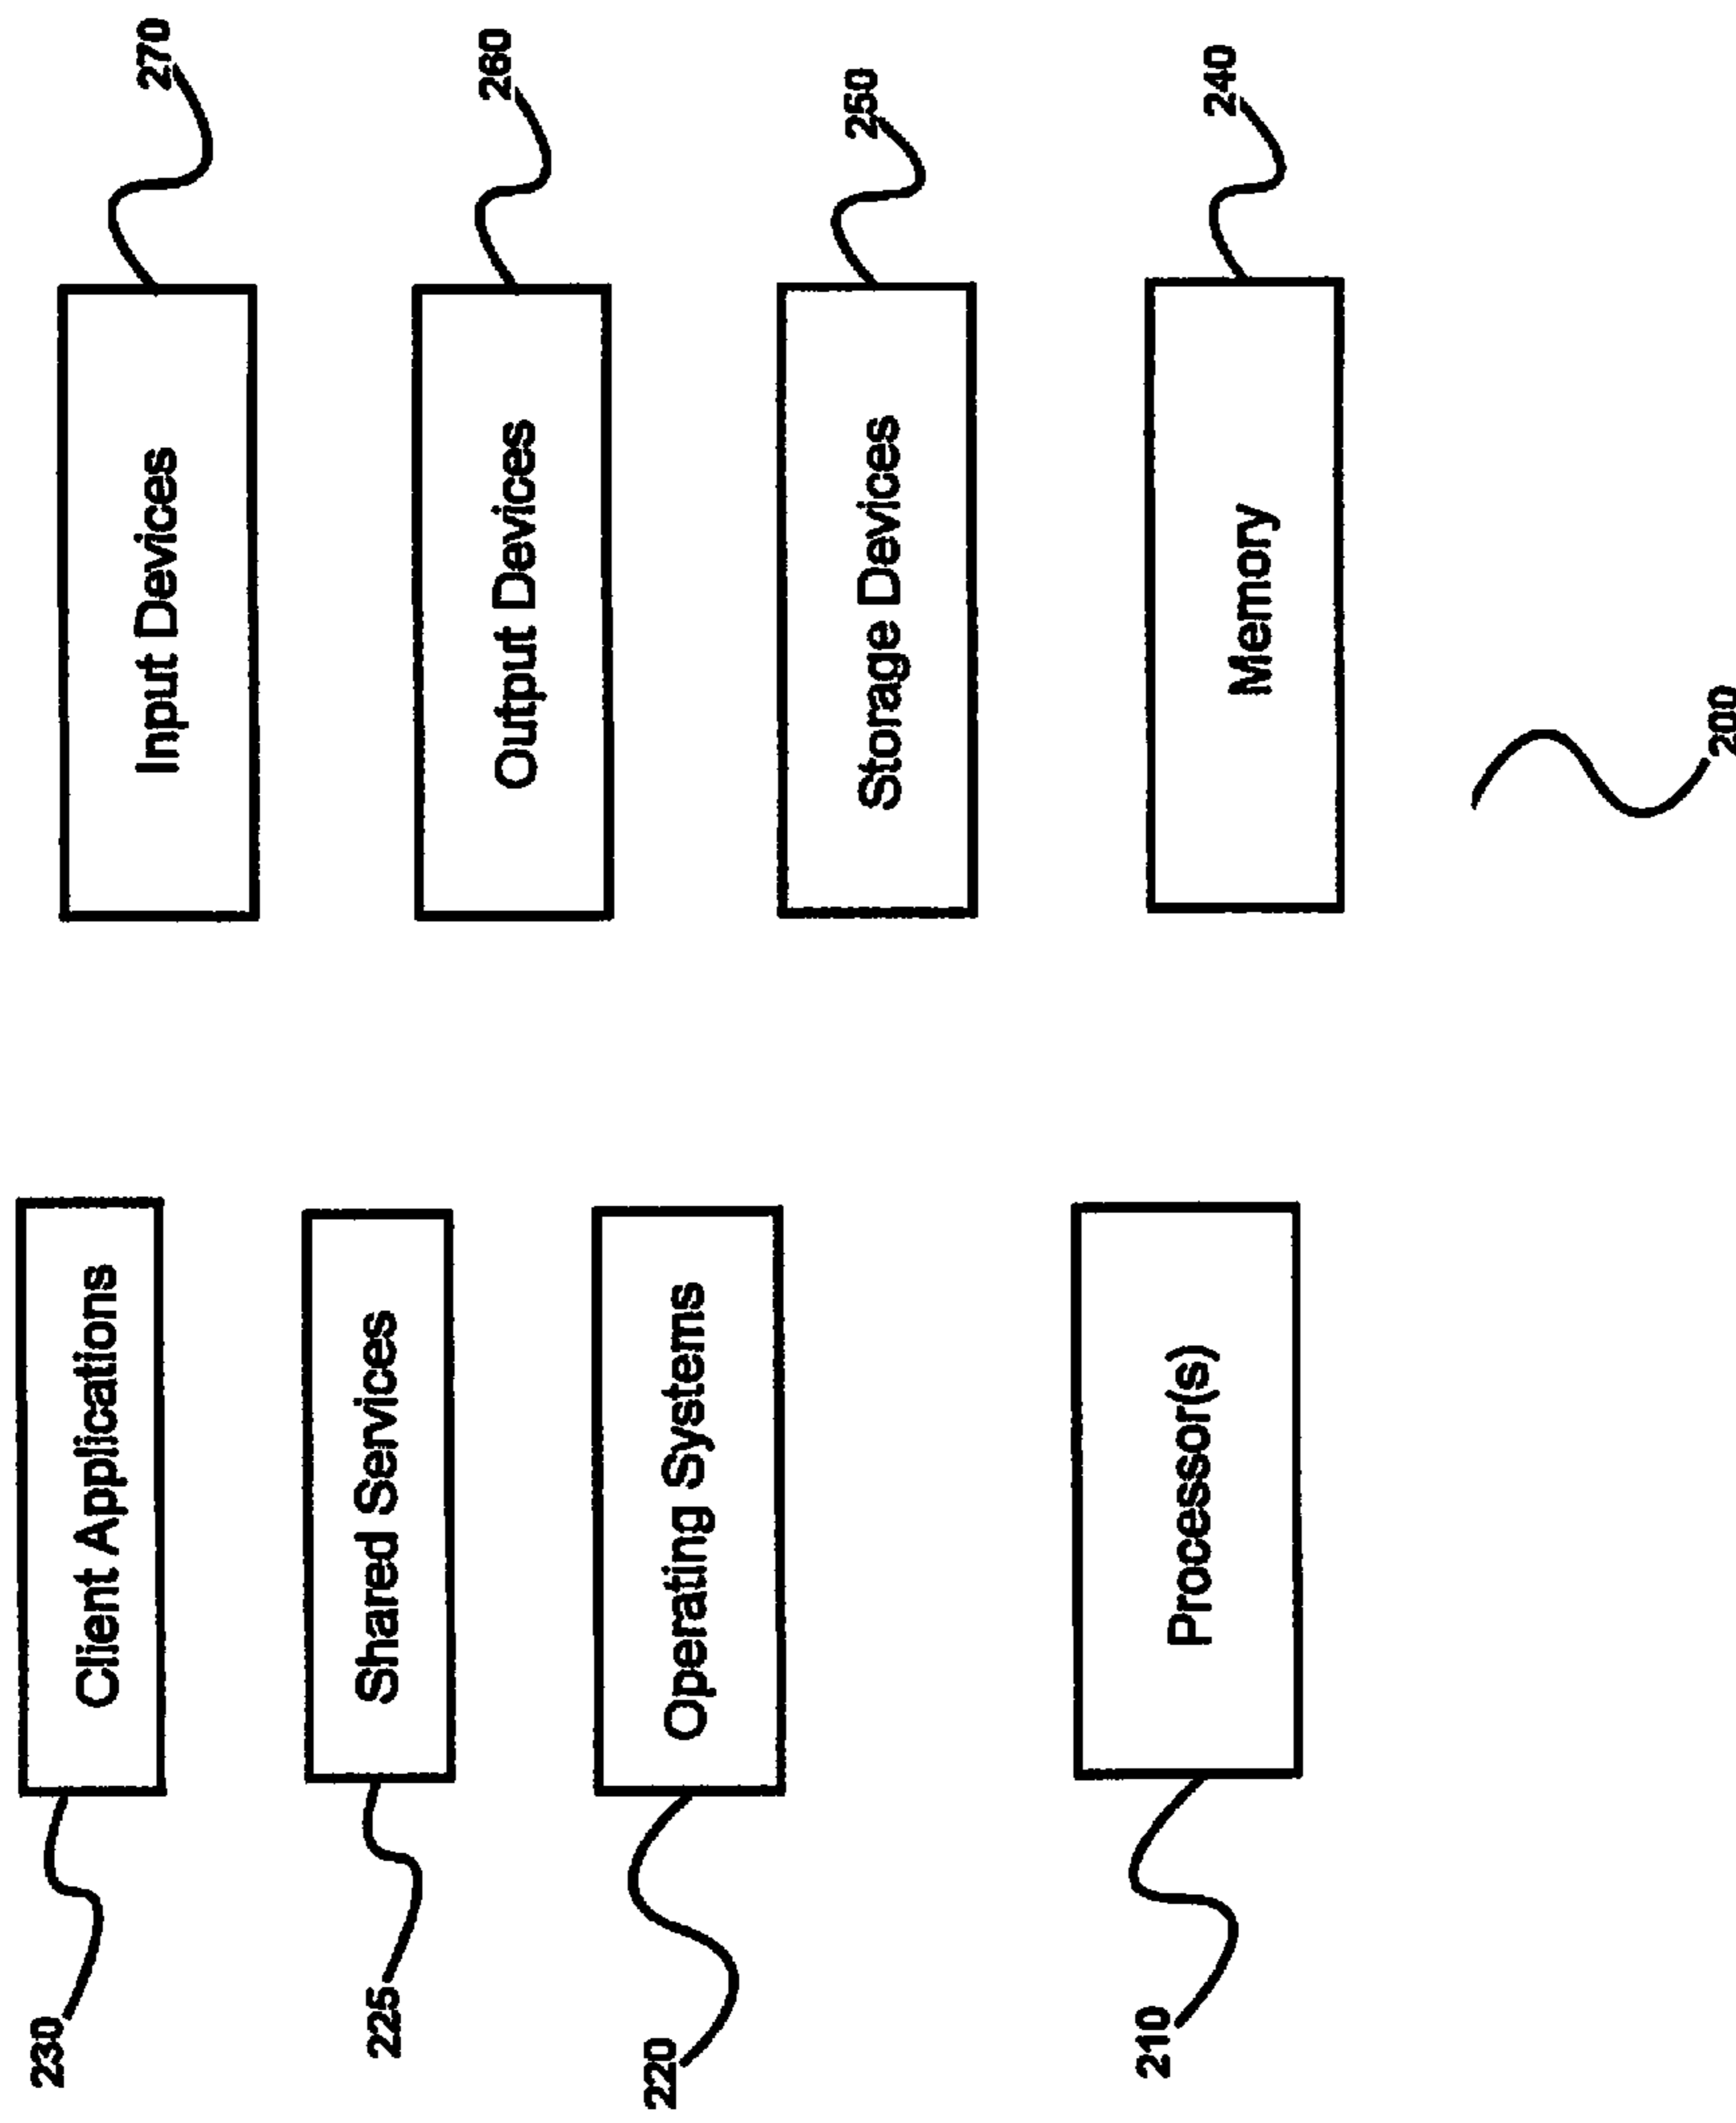 230
Client Applications
Input Devices
270
225
Shared Services
Output Devices
260
220
Operating Systems
Storage Devices
250
210
Processor(s)
Memory
240
200